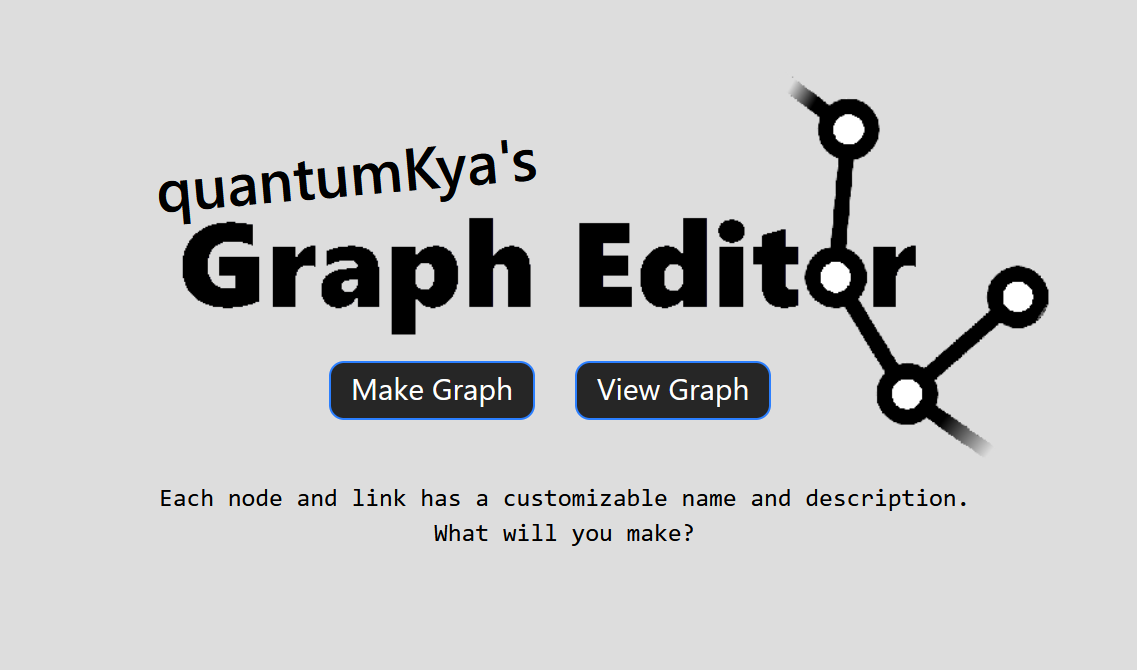 quantumKya's
Graph Editor
Make Graph
View Graph
Each node and link has a customizable name and description.
What will you make?